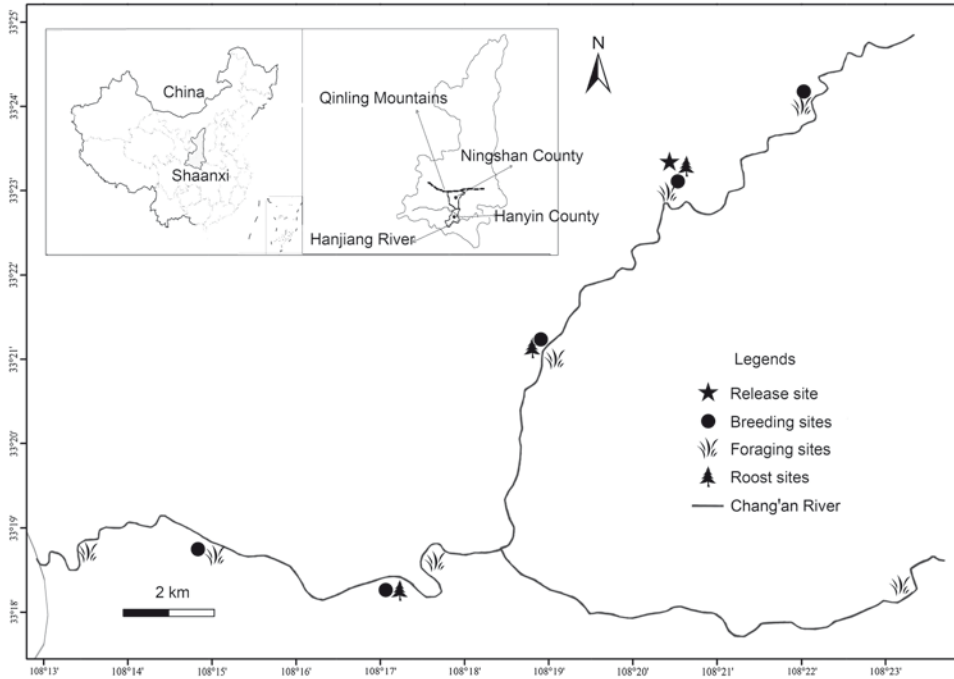 33°25'
33°24'
33°23'
33°22'
33°21'
33°20'
33°19'
33°18'
China
Shaanxi
Qinling Mountains
Ningshan County
Hanyin County
Hanjiang River
N
Legends
Release site
Breeding sites
Foraging sites
Roost sites
Chang'an River
2 km
108°13' 108°14' 108°15' 108°16' 108°17' 108°18' 108°19' 108°20' 108°21' 108°22' 108°23'